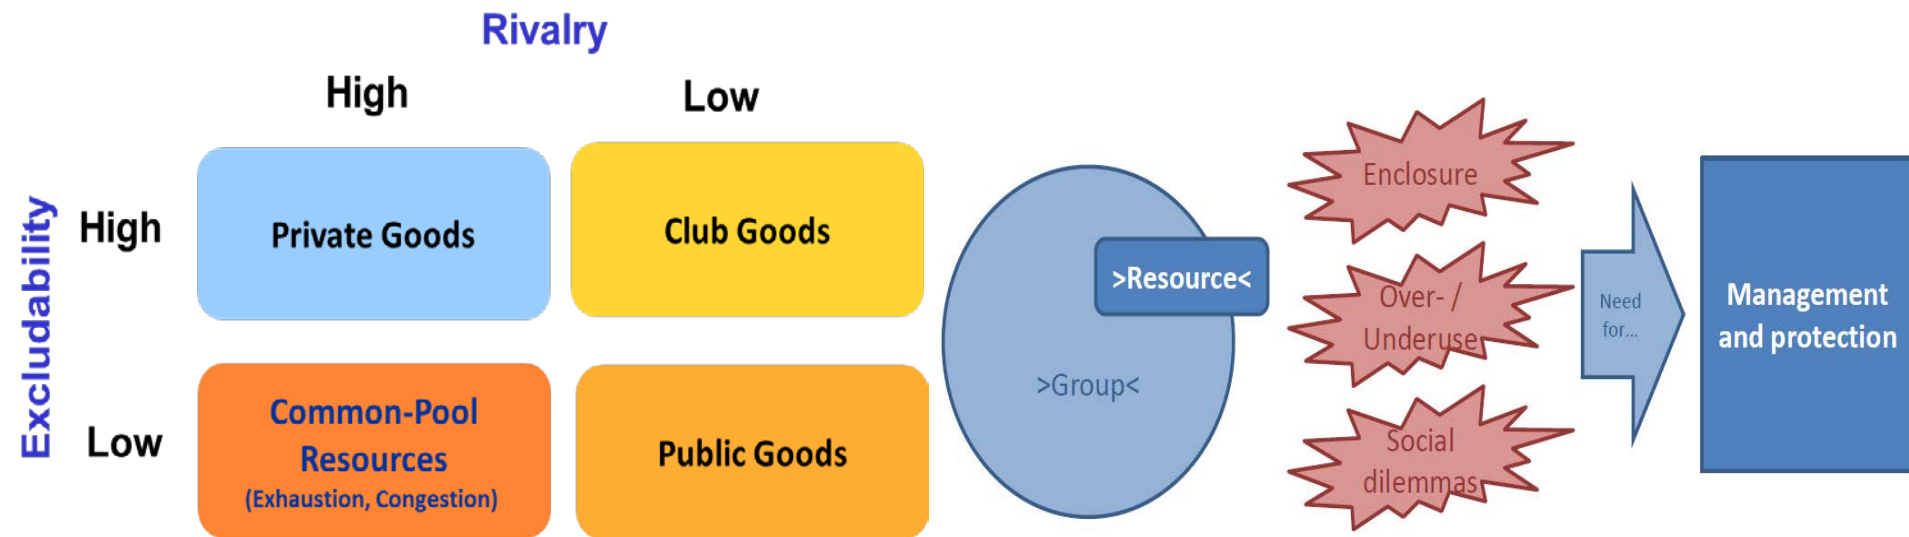 Rivalry
High
Low
Excludability
High
Private Goods
Club Goods
Low
Common-Pool
Resources
(Exhaustion, Congestion)
Public Goods
>Resource<
>Group<
Enclosure
Over- /
Underuse
Social
dilemmas
Need
for...
Management
and protection